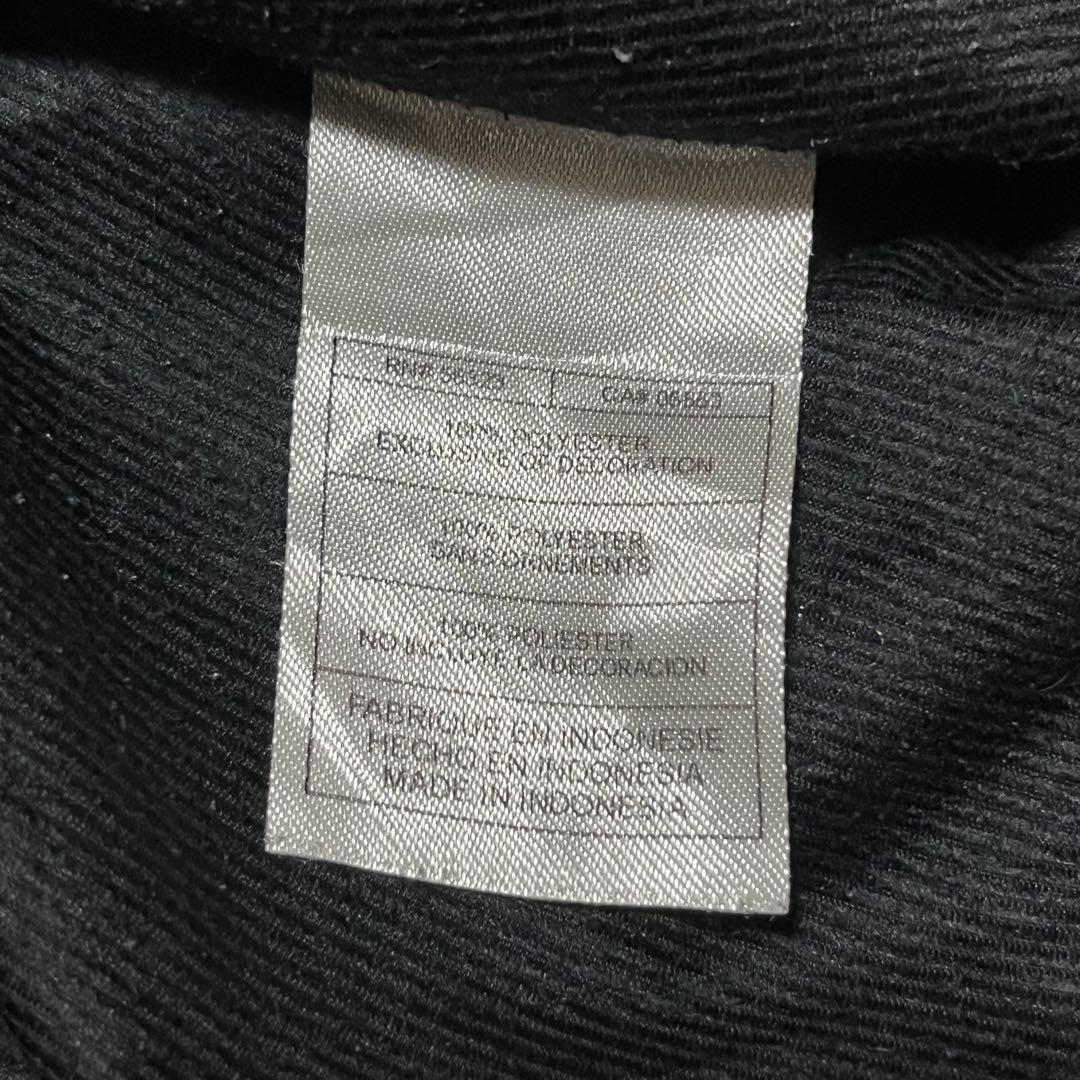 RN# 56323 CA# 05553
100% POLYESTER
EXCLUSIVE OF DECORATION
100% POLYESTER
SANS ORNEMENTS
100% POLIESTER
NO INCLUYE LA DECORACION
FABRIQUE EN INDONESIE
HECHO EN INDONESIA
MADE IN INDONESIA